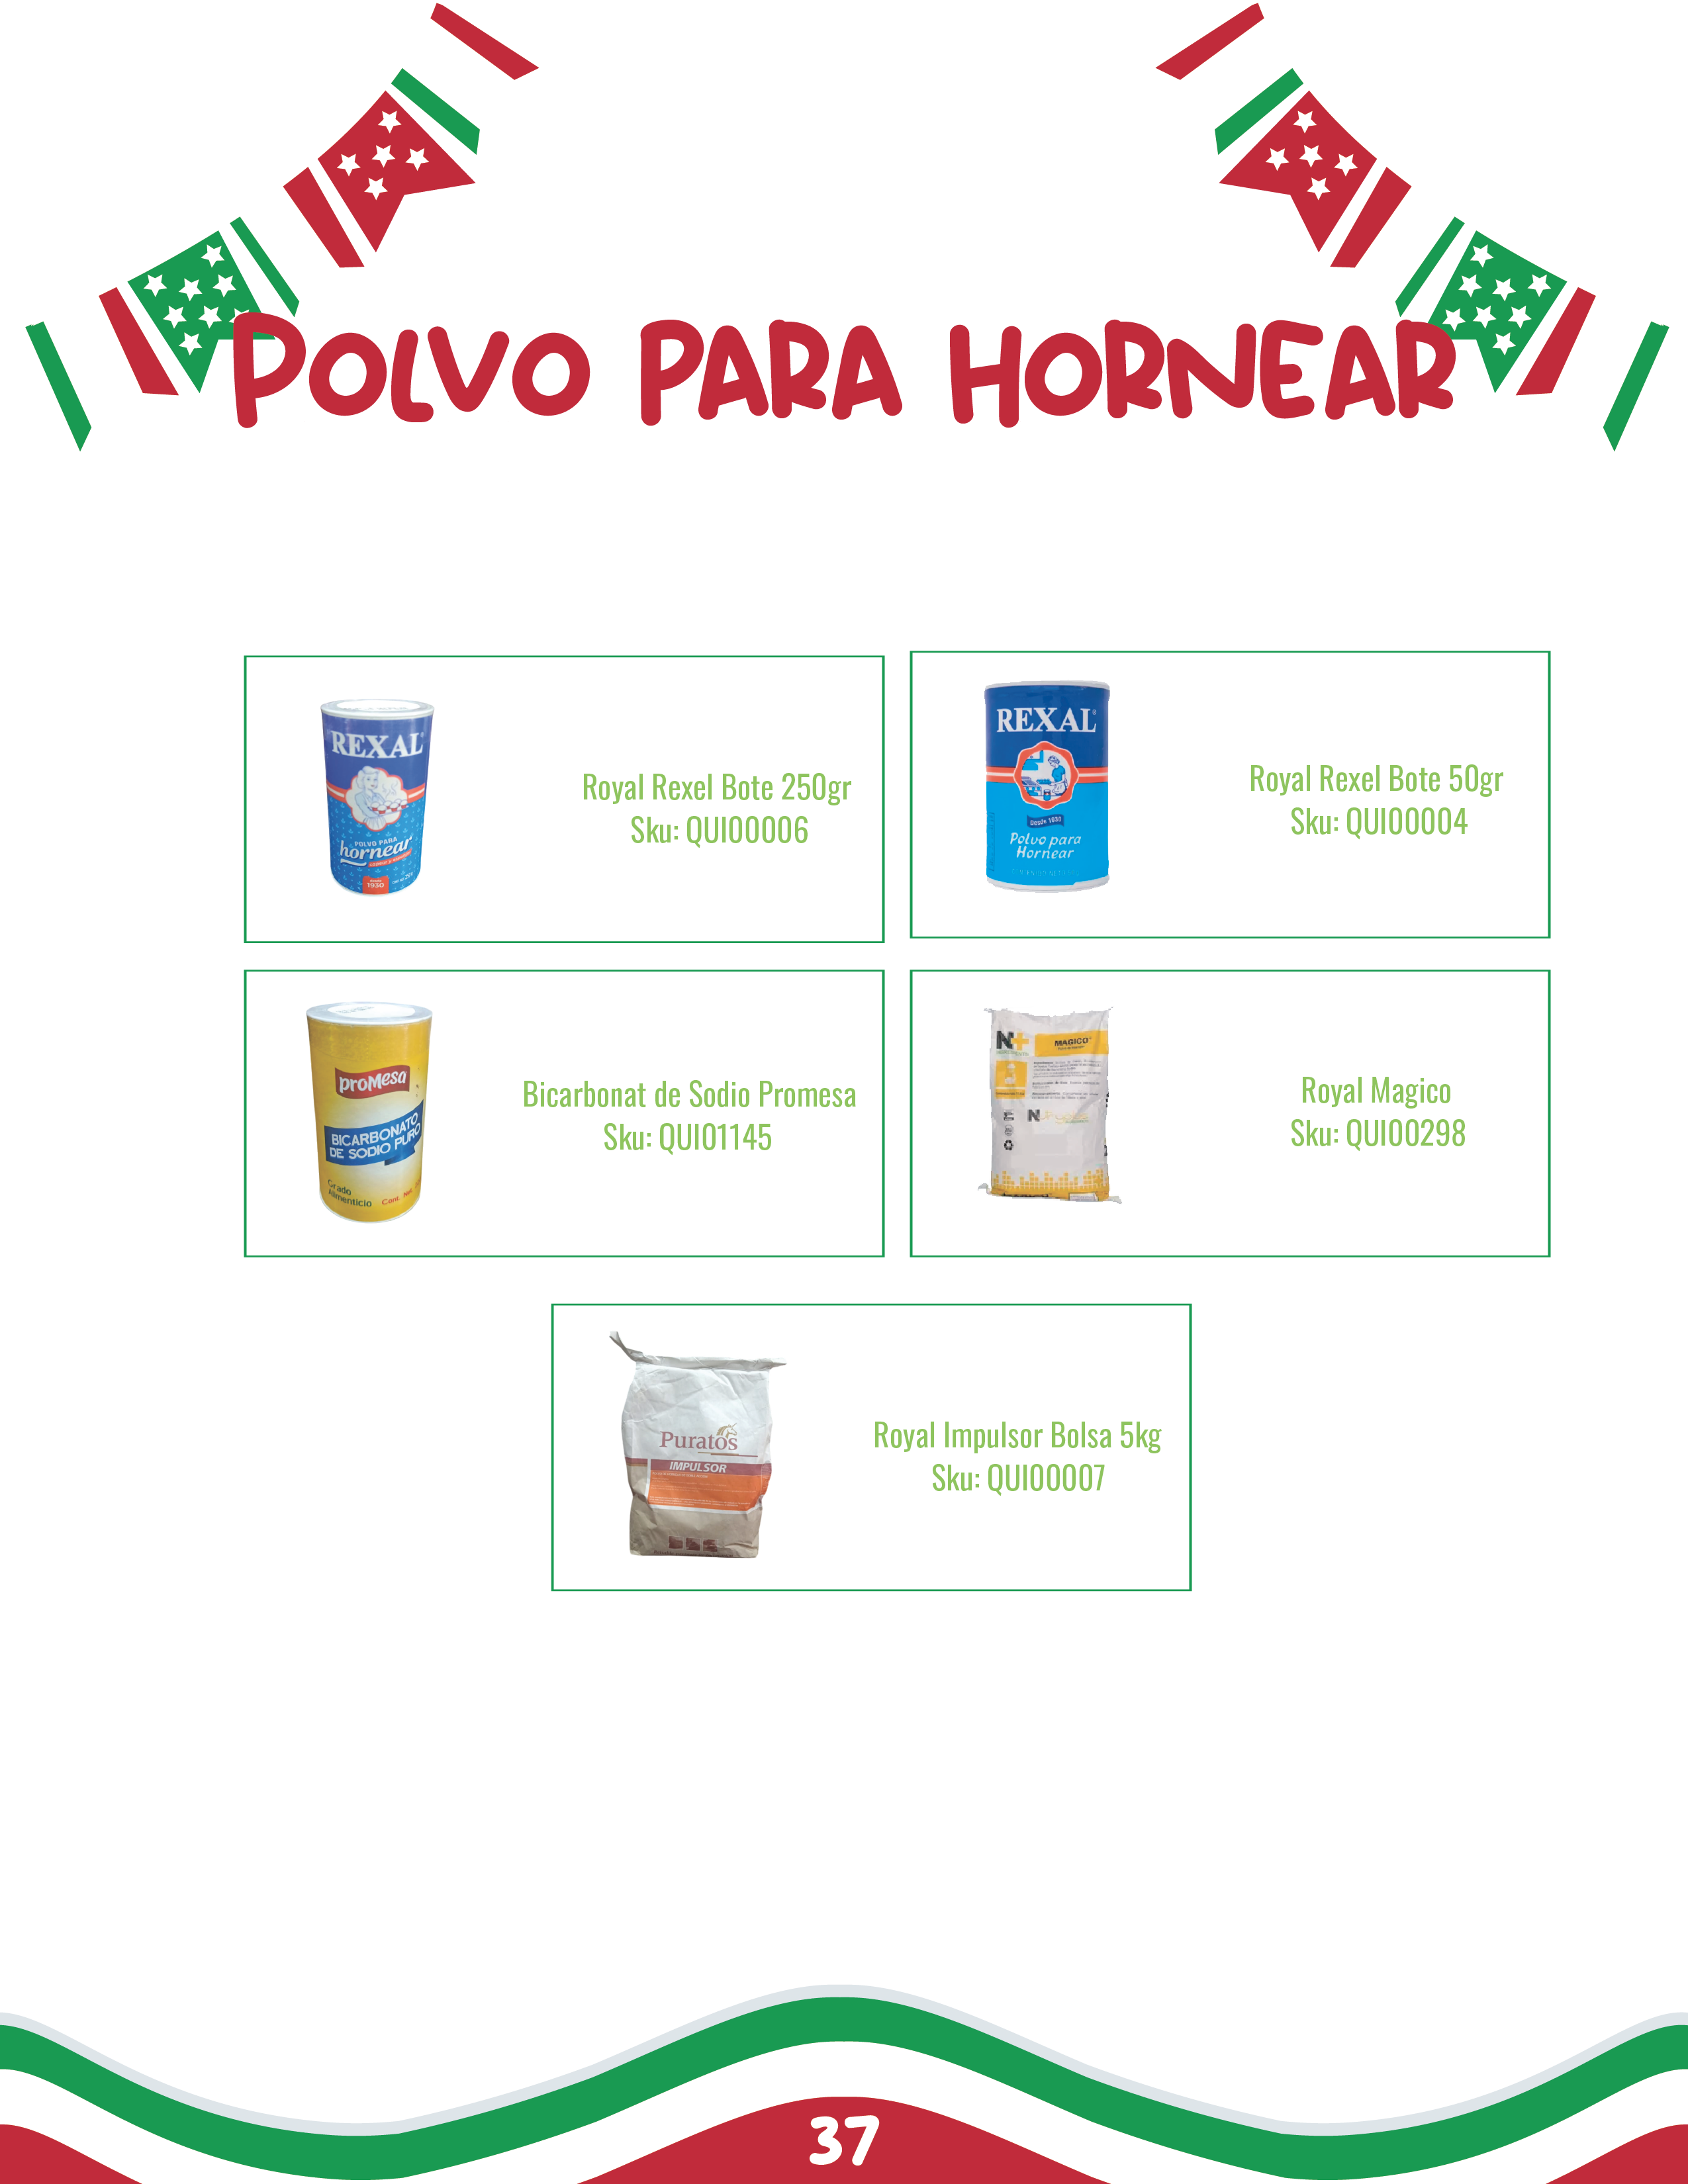 POLVO PARA HORNEAR
REXAL
POLVO PARA
hornear
1930
Royal Rexel Bote 250gr
Sku: QUI00006
REXAL
Desde 1930
Polvo para
Hornear
Royal Rexel Bote 50gr
Sku: QUI00004
proMesa
BICARBONATO
DE SODIO PURO
Grado
Alimenticio
Cont. Net.
Bicarbonat de Sodio Promesa
Sku: QUI01145
N+
MAGICO
Royal Magico
Sku: QUI00298
Puratos
IMPULSOR
Royal Impulsor Bolsa 5kg
Sku: QUI00007
37